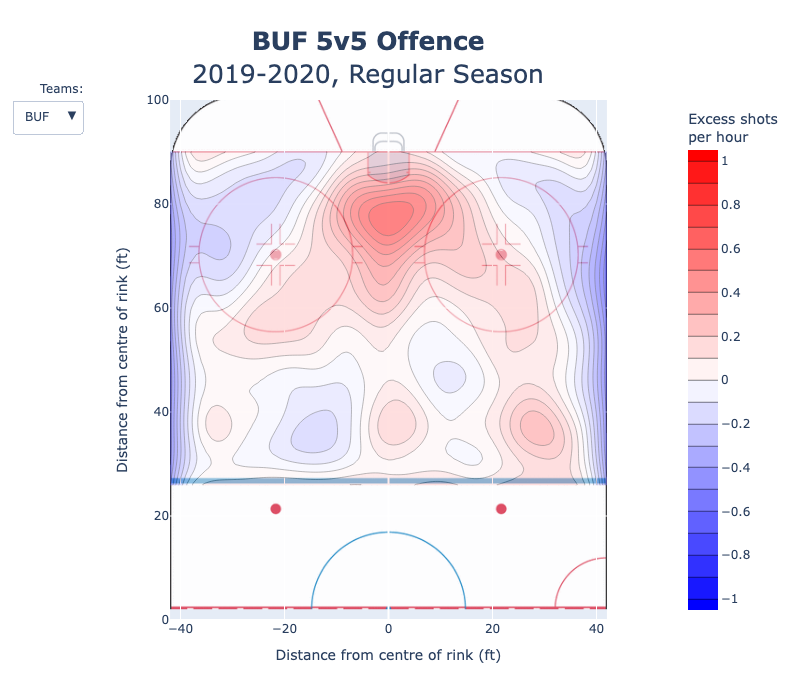 BUF 5v5 Offence
2019-2020, Regular Season
Teams:
BUF ▼
Excess shots
per hour
1
0.8
0.6
0.4
0.2
0
−0.2
−0.4
−0.6
−0.8
−1
Distance from centre of rink (ft)
100
80
60
40
20
0
−40
−20
0
20
40
Distance from centre of rink (ft)